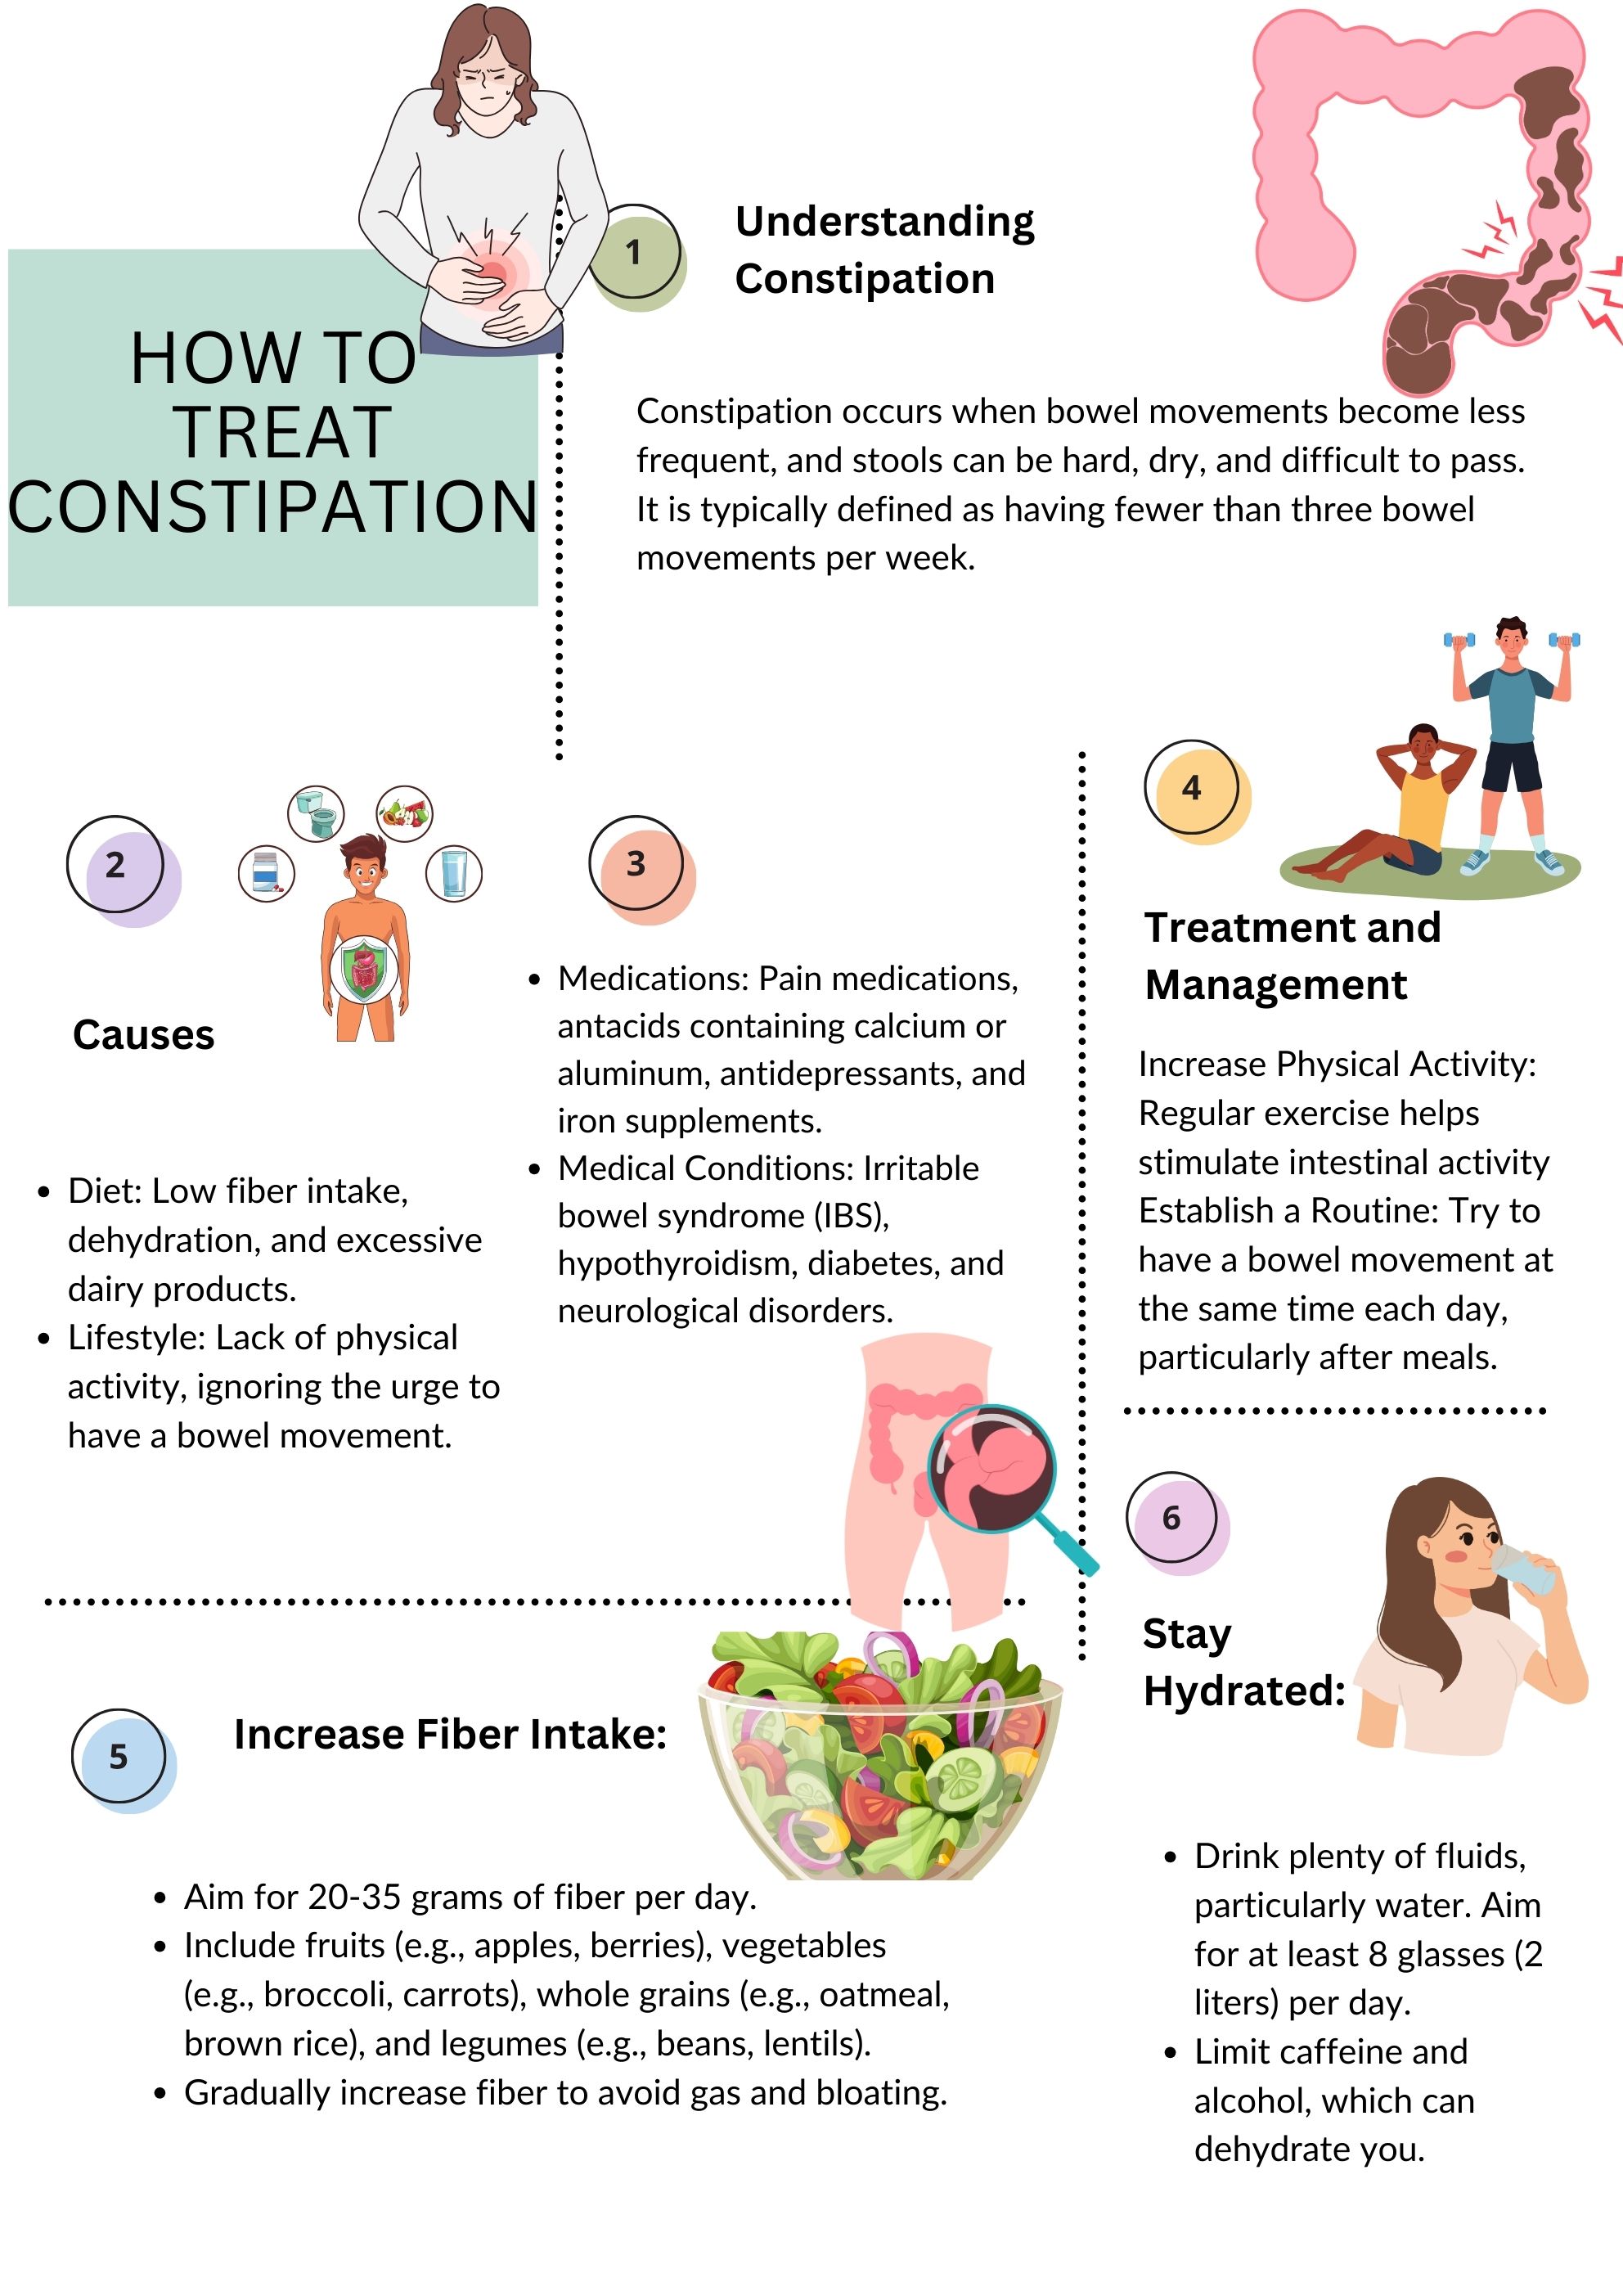 HOW TO
TREAT
CONSTIPATION
1
Understanding
Constipation
Constipation occurs when bowel movements become less
frequent, and stools can be hard, dry, and difficult to pass.
It is typically defined as having fewer than three bowel
movements per week.
2
Causes
• Diet: Low fiber intake,
dehydration, and excessive
dairy products.
• Lifestyle: Lack of physical
activity, ignoring the urge to
have a bowel movement.
3
• Medications: Pain medications,
antacids containing calcium or
aluminum, antidepressants, and
iron supplements.
• Medical Conditions: Irritable
bowel syndrome (IBS),
hypothyroidism, diabetes, and
neurological disorders.
4
Treatment and
Management
Increase Physical Activity:
Regular exercise helps
stimulate intestinal activity
Establish a Routine: Try to
have a bowel movement at
the same time each day,
particularly after meals.
5
Increase Fiber Intake:
• Aim for 20-35 grams of fiber per day.
• Include fruits (e.g., apples, berries), vegetables
(e.g., broccoli, carrots), whole grains (e.g., oatmeal,
brown rice), and legumes (e.g., beans, lentils).
• Gradually increase fiber to avoid gas and bloating.
6
Stay
Hydrated:
• Drink plenty of fluids,
particularly water. Aim
for at least 8 glasses (2
liters) per day.
• Limit caffeine and
alcohol, which can
dehydrate you.